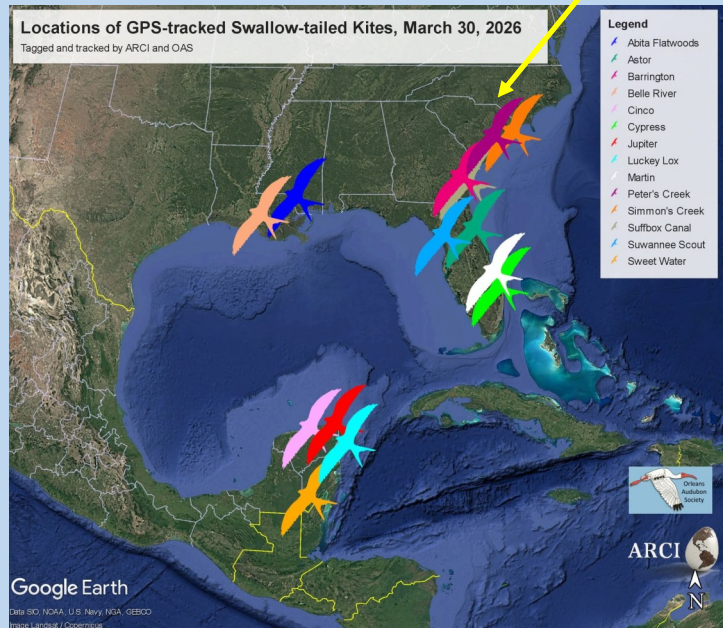 Locations of GPS-tracked Swallow-tailed Kites, March 30, 2026
Tagged and tracked by ARCI and OAS
Legend
Abita Flatwoods
Astor
Barrington
Belle River
Cinco
Cypress
Jupiter
Luckey Lox
Martin
Peter's Creek
Simmon's Creek
Suffbox Canal
Suwannee Scout
Sweet Water
Orleans
Audubon
Society
ARCI
N
Google Earth
Data SIO, NOAA, U.S. Navy, NGA, GEBCO
Image Landsat / Copernicus